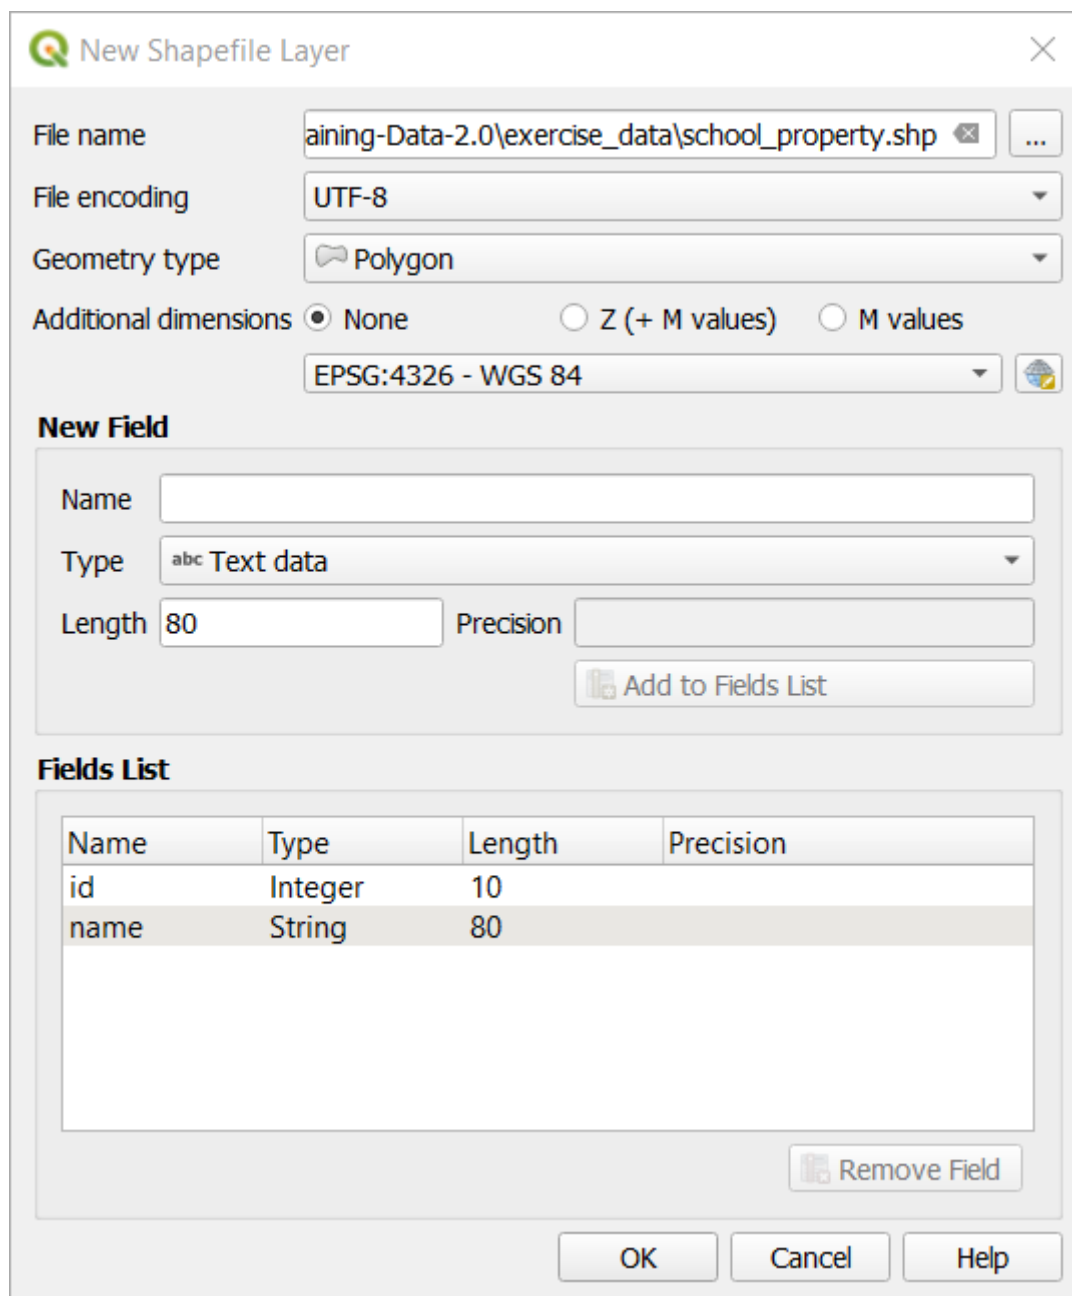 New Shapefile Layer
File name aining-Data-2.0\exercise_data\school_property.shp ...
File encoding UTF-8
Geometry type Polygon
Additional dimensions None Z (+ M values) M values
EPSG:4326 - WGS 84
New Field
Name
Type abc Text data
Length 80 Precision
Add to Fields List
Fields List
Name Type Length Precision
id Integer 10
name String 80
Remove Field
OK Cancel Help